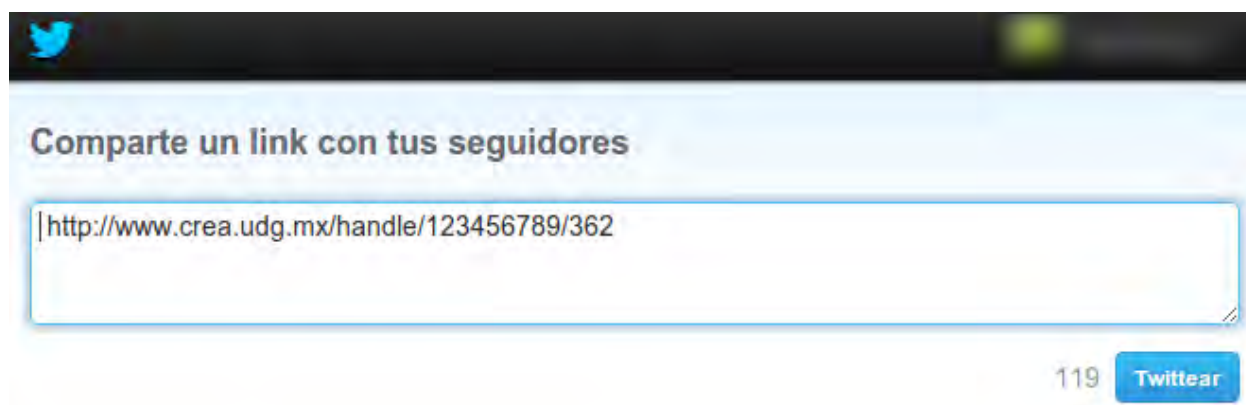 Comparte un link con tus seguidores
http://www.crea.udg.mx/handle/123456789/362
119 Twittear